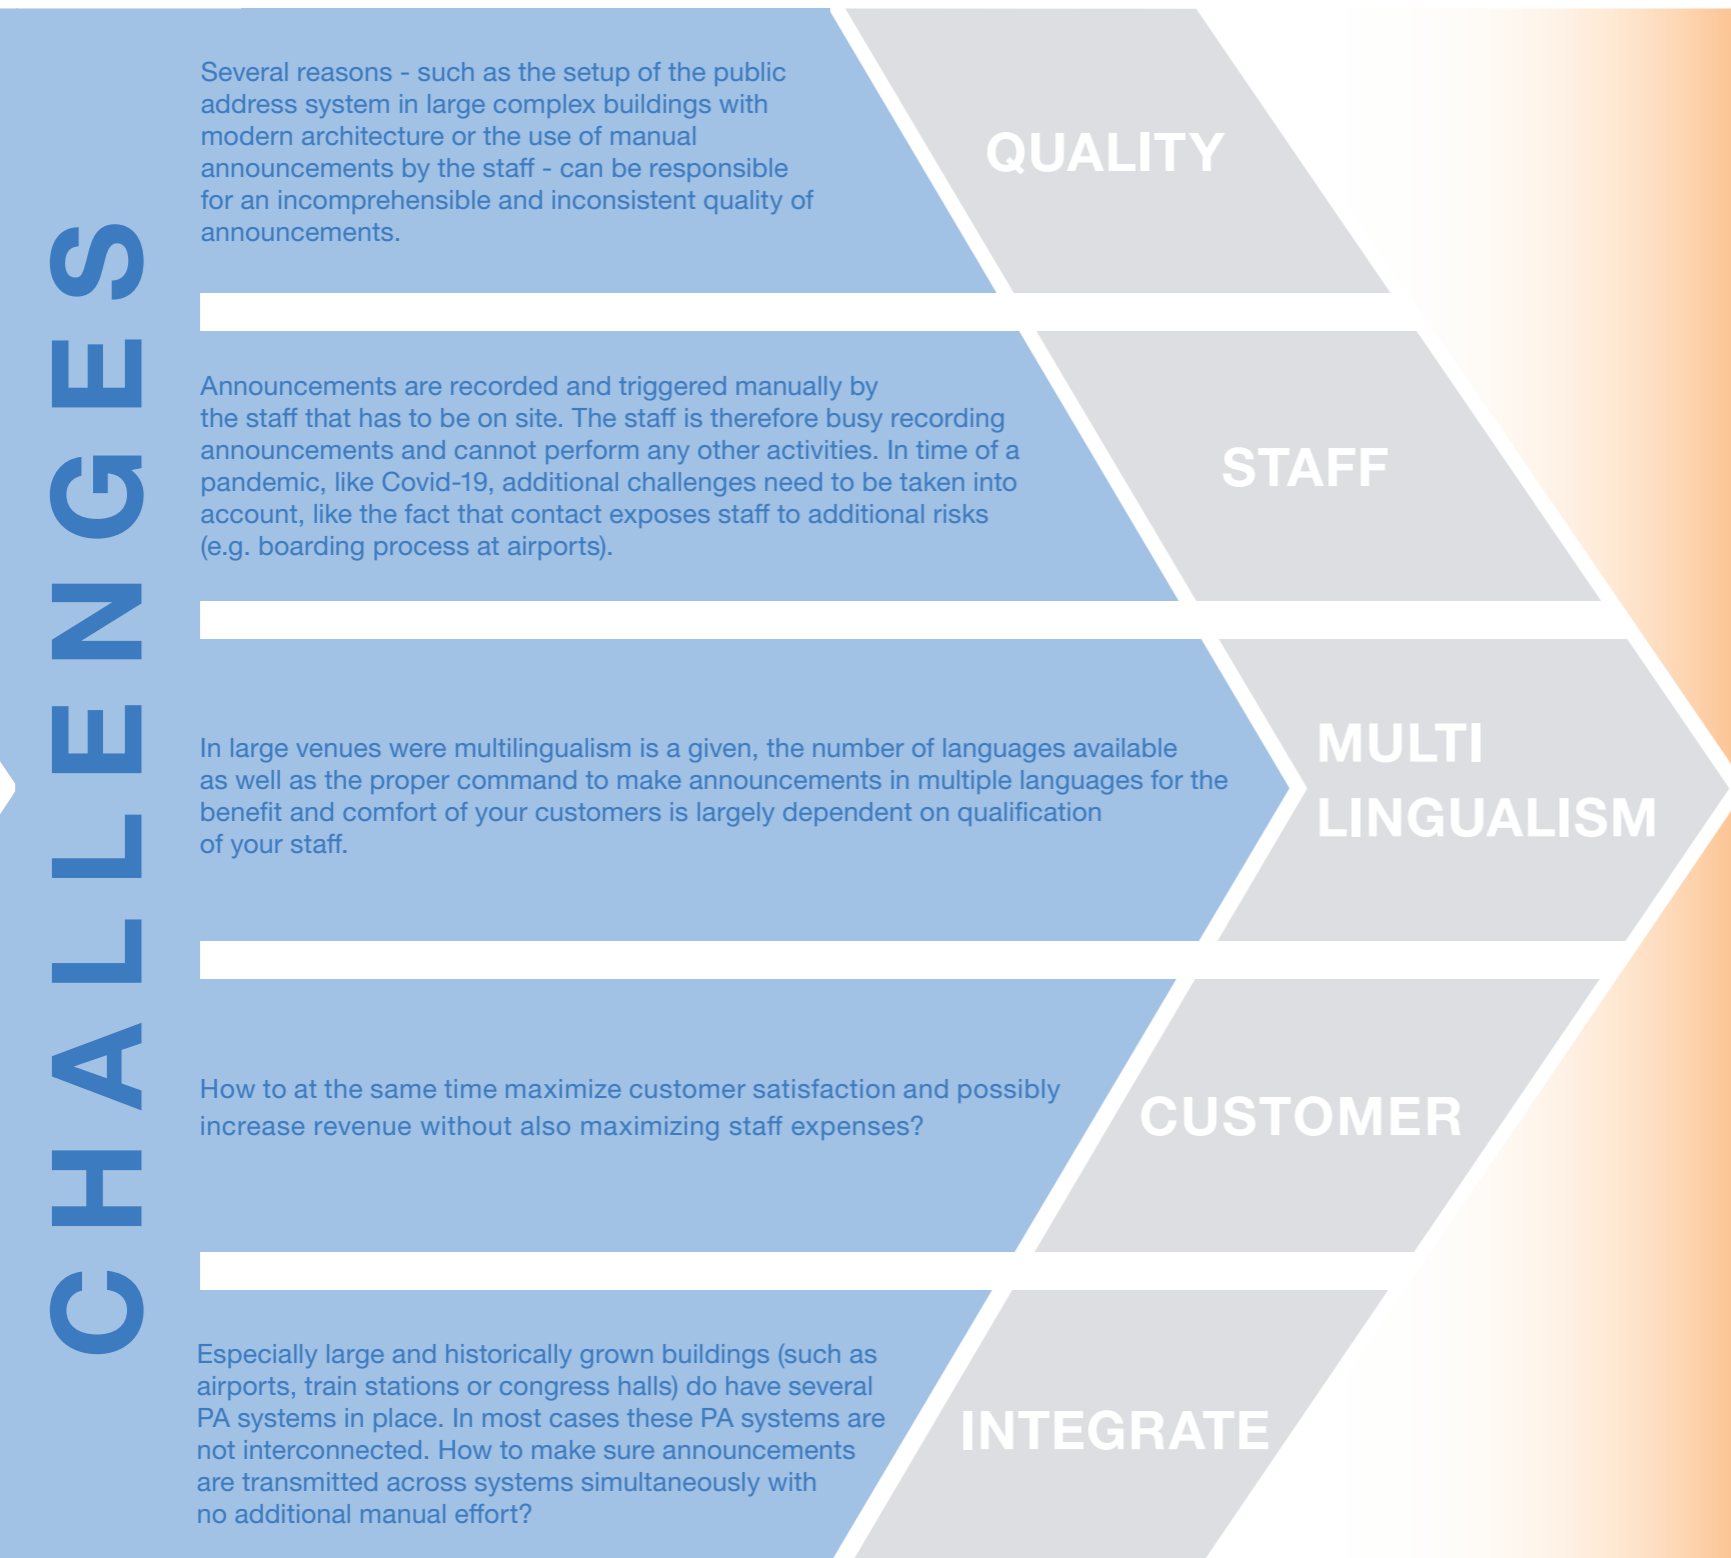 CHALLENGES
Several reasons - such as the setup of the public
address system in large complex buildings with
modern architecture or the use of manual
announcements by the staff - can be responsible
for an incomprehensible and inconsistent quality of
announcements.
QUALITY
Announcements are recorded and triggered manually by
the staff that has to be on site. The staff is therefore busy recording
announcements and cannot perform any other activities. In time of a
pandemic, like Covid-19, additional challenges need to be taken into
account, like the fact that contact exposes staff to additional risks
(e.g. boarding process at airports).
STAFF
In large venues were multilingualism is a given, the number of languages available
as well as the proper command to make announcements in multiple languages for the
benefit and comfort of your customers is largely dependent on qualification
of your staff.
MULTI
LINGUALISM
How to at the same time maximize customer satisfaction and possibly
increase revenue without also maximizing staff expenses?
CUSTOMER
Especially large and historically grown buildings (such as
airports, train stations or congress halls) do have several
PA systems in place. In most cases these PA systems are
not interconnected. How to make sure announcements
are transmitted across systems simultaneously with
no additional manual effort?
INTEGRATE